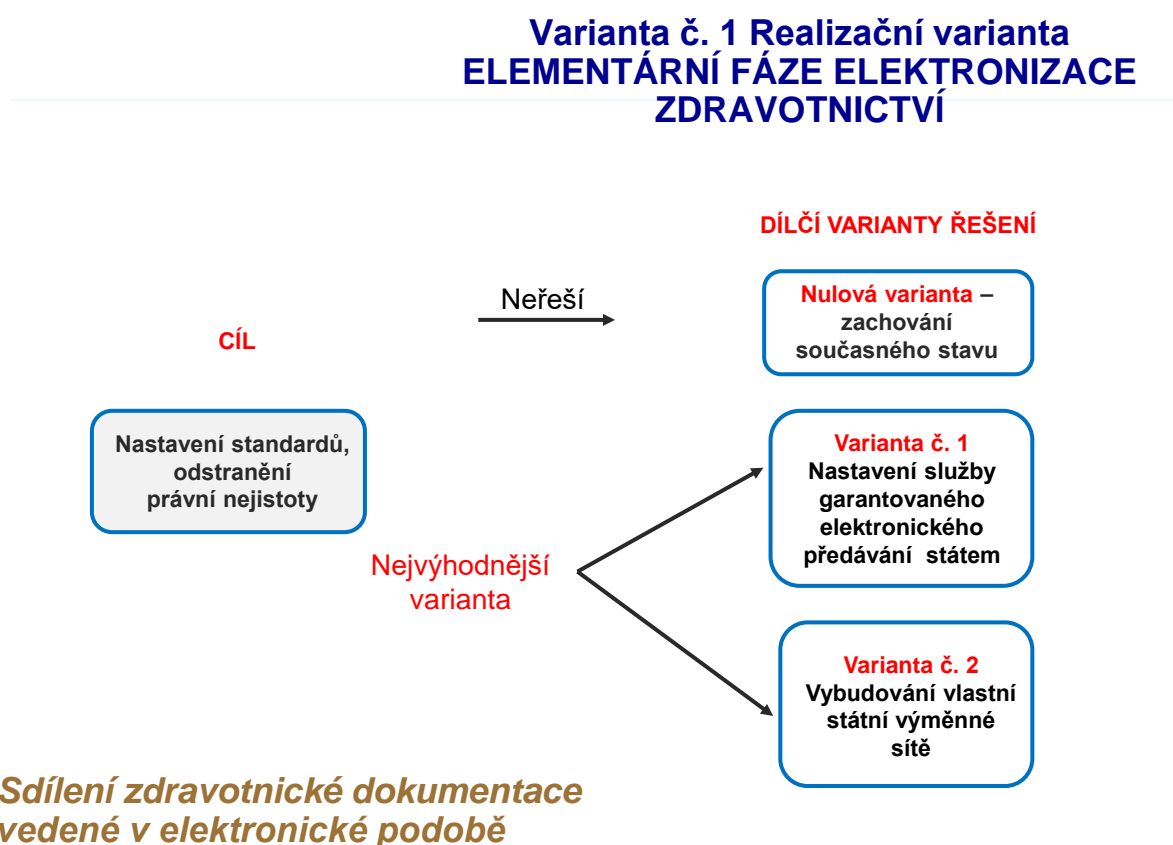 Varianta č. 1 Realizační varianta
ELEMENTÁRNÍ FÁZE ELEKTRONIZACE
ZDRAVOTNICTVÍ
DÍLČÍ VARIANTY ŘEŠENÍ
Neřeší
Nulová varianta –
zachování
současného stavu
CÍL
Nastavení standardů,
odstranění
právní nejistoty
Varianta č. 1
Nastavení služby
garantovaného
elektronického
předávání státem
Nejvýhodnější
varianta
Varianta č. 2
Vybudování vlastní
státní výměnné
sítě
Sdílení zdravotnické dokumentace
vedené v elektronické podobě